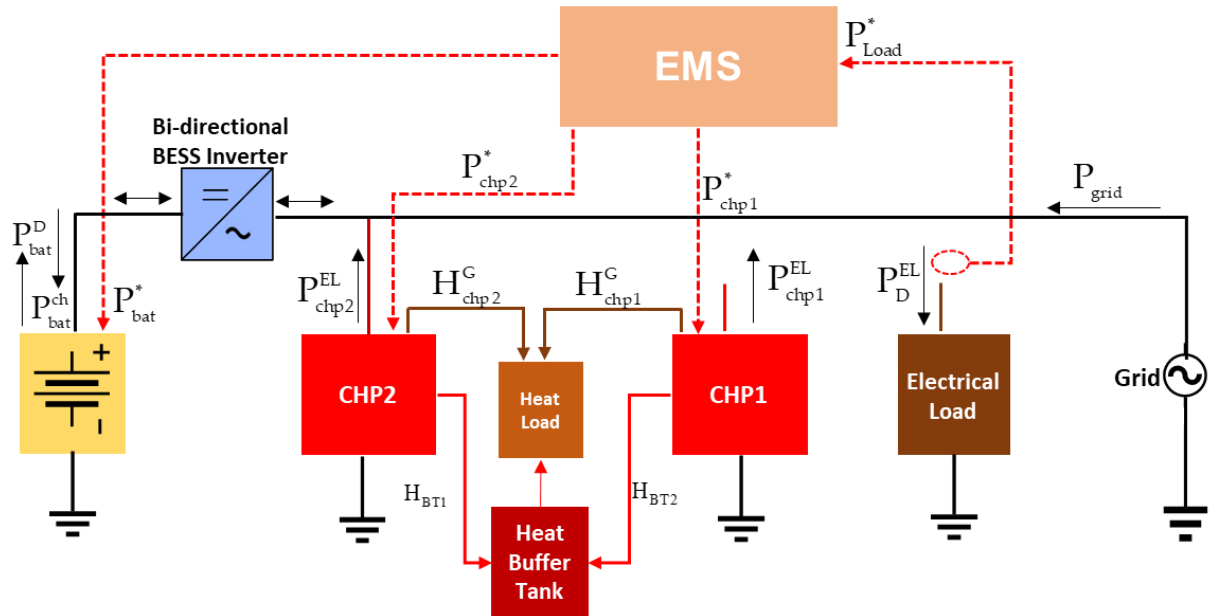 EMS
P*Load
Bi-directional
BESS Inverter
=
~
P*chp2
P*chp1
Pgrid
PDbat
Pchbat
P*bat
PELchp2
HGchp2
HGchp1
PELchp1
PELD
+
–
CHP2
Heat
Load
CHP1
Electrical
Load
Grid
HBT1
HBT2
Heat
Buffer
Tank